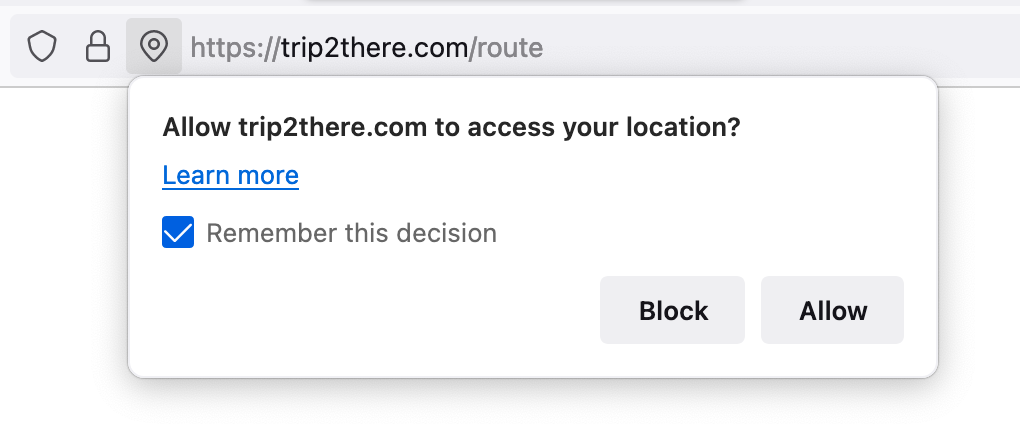 https://trip2there.com/route
Allow trip2there.com to access your location?
Learn more
Remember this decision
Block
Allow